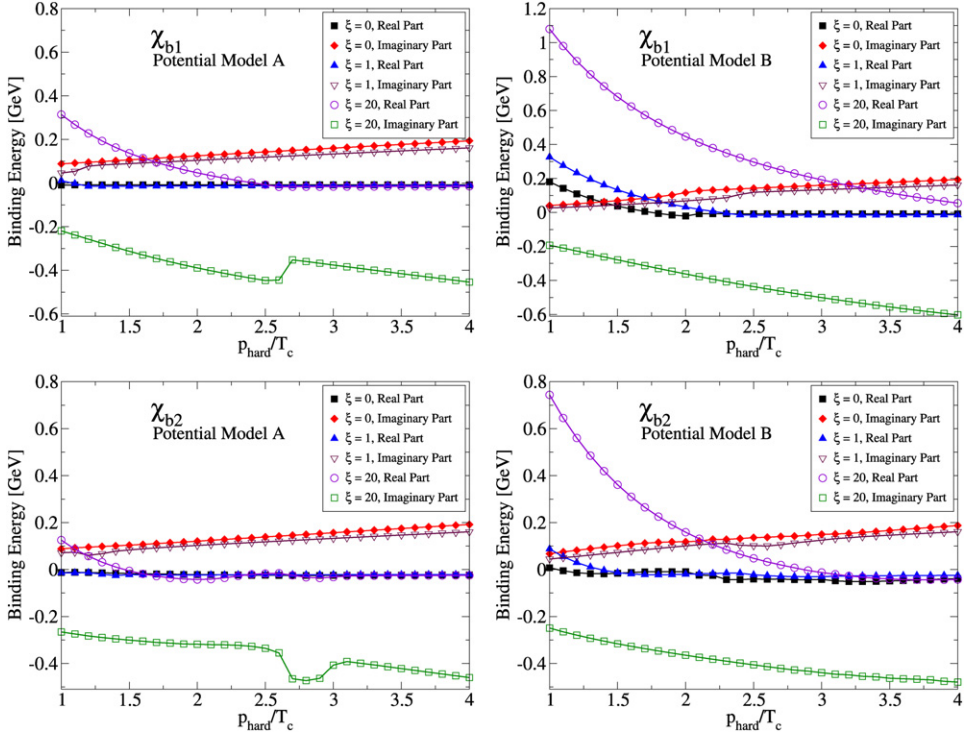 χb1
Potential Model A
ξ = 0, Real Part
ξ = 0, Imaginary Part
ξ = 1, Real Part
ξ = 1, Imaginary Part
ξ = 20, Real Part
ξ = 20, Imaginary Part
Binding Energy [GeV]
0.8
0.6
0.4
0.2
0
-0.2
-0.4
-0.6
1
1.5
2
2.5
3
3.5
4
phard/Tc
χb1
Potential Model B
ξ = 0, Real Part
ξ = 0, Imaginary Part
ξ = 1, Real Part
ξ = 1, Imaginary Part
ξ = 20, Real Part
ξ = 20, Imaginary Part
Binding Energy [GeV]
1.2
1
0.8
0.6
0.4
0.2
0
-0.2
-0.4
-0.6
1
1.5
2
2.5
3
3.5
4
phard/Tc
χb2
Potential Model A
ξ = 0, Real Part
ξ = 0, Imaginary Part
ξ = 1, Real Part
ξ = 1, Imaginary Part
ξ = 20, Real Part
ξ = 20, Imaginary Part
Binding Energy [GeV]
0.8
0.6
0.4
0.2
0
-0.2
-0.4
1
1.5
2
2.5
3
3.5
4
phard/Tc
χb2
Potential Model B
ξ = 0, Real Part
ξ = 0, Imaginary Part
ξ = 1, Real Part
ξ = 1, Imaginary Part
ξ = 20, Real Part
ξ = 20, Imaginary Part
Binding Energy [GeV]
0.8
0.6
0.4
0.2
0
-0.2
-0.4
1
1.5
2
2.5
3
3.5
4
phard/Tc